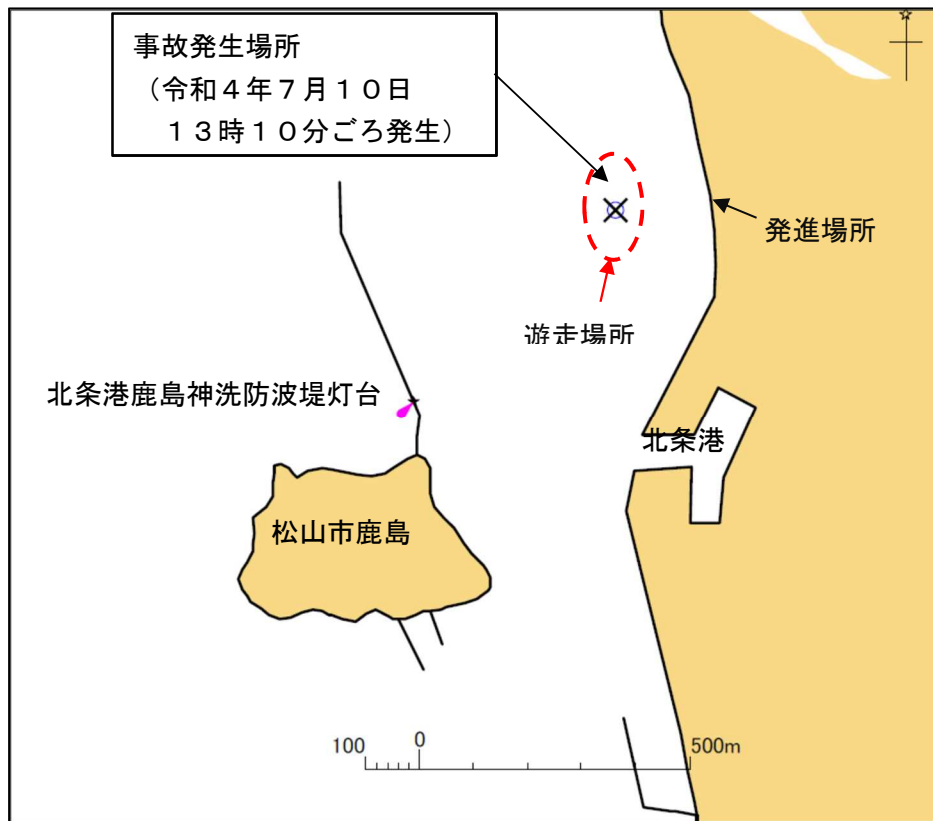 事故発生場所
（令和４年７月１０日
１３時１０分ごろ発生）
発進場所
遊走場所
北条港鹿島神洗防波堤灯台
北条港
松山市鹿島
100 0 500m